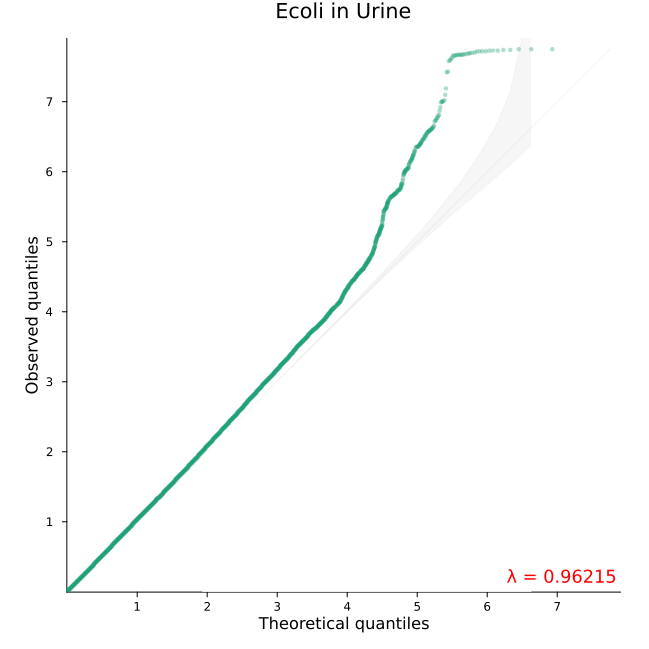 Ecoli in Urine
Observed quantiles
7
6
5
4
3
2
1
λ = 0.96215
1 2 3 4 5 6 7
Theoretical quantiles